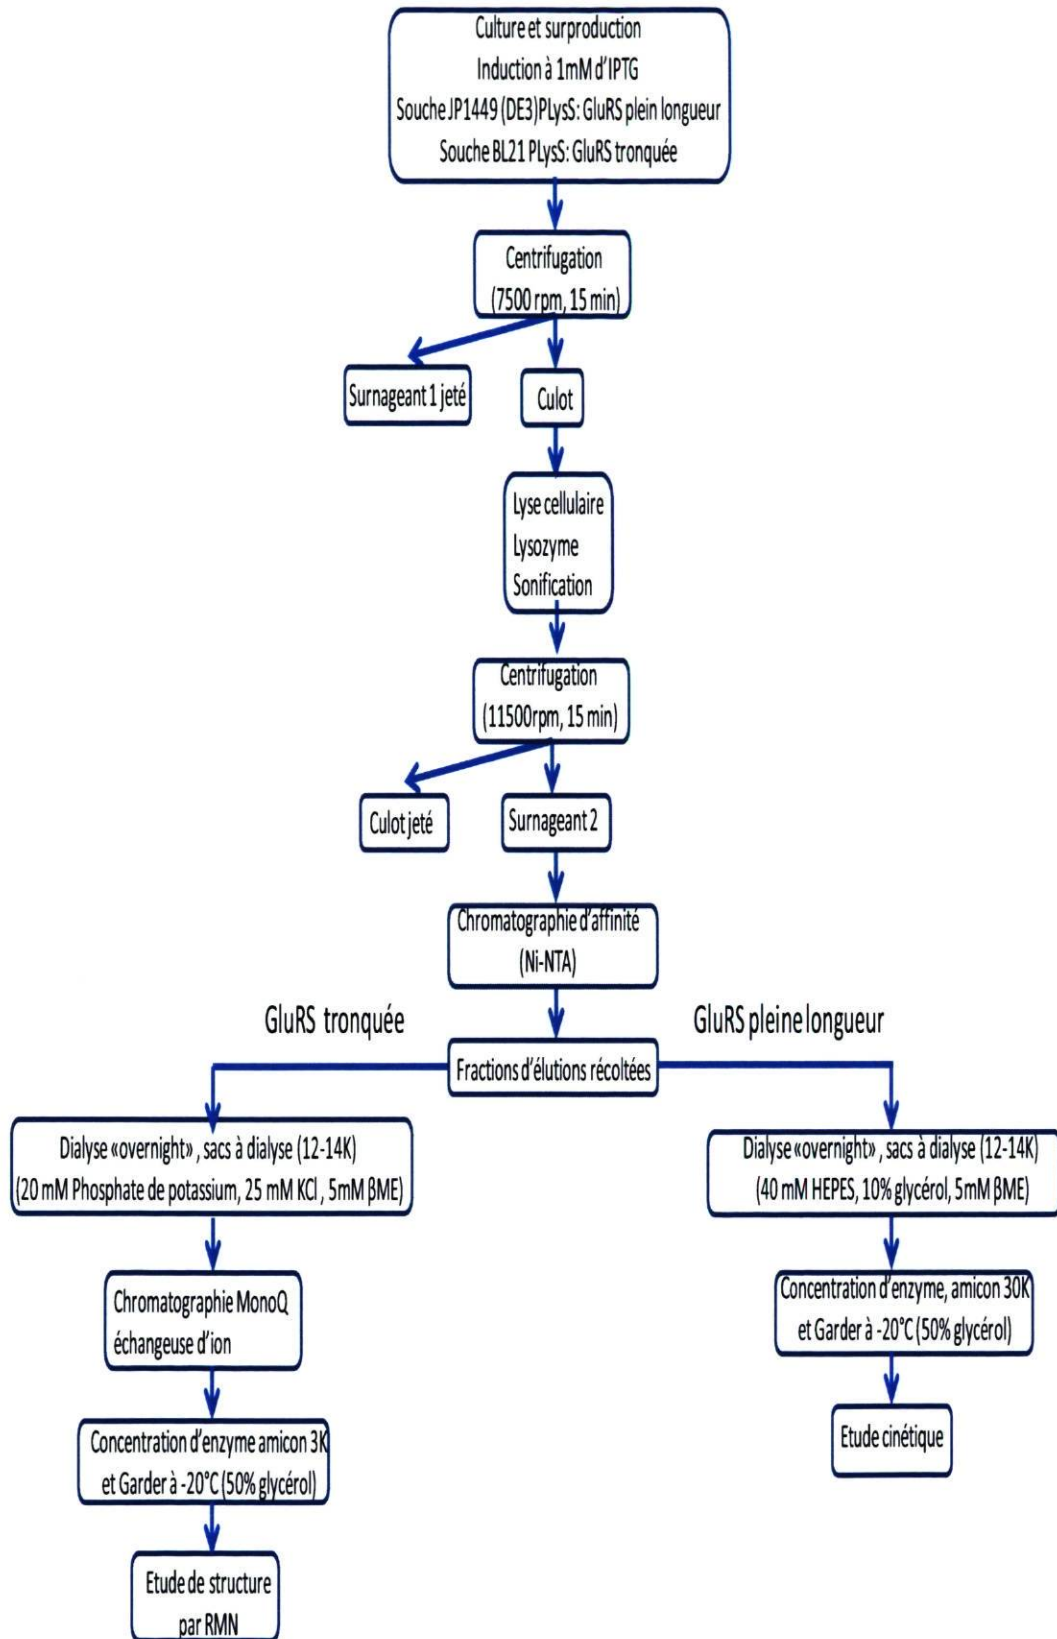 Culture et surproduction
Induction à 1mM d'IPTG
Souche JP1449 (DE3)PLysS: GluRS plein longueur
Souche BL21 PLysS: GluRS tronquée
Centrifugation
(7500 rpm, 15 min)
Surnageant 1 jeté
Culot
Lyse cellulaire
Lysozyme
Sonification
Centrifugation
(11500rpm, 15 min)
Culot jeté
Surnageant 2
Chromatographie d'affinité
(Ni-NTA)
GluRS tronquée
GluRS pleine longueur
Fractions d'élutions récoltées
Dialyse «overnight», sacs à dialyse (12-14K)
(20 mM Phosphate de potassium, 25 mM KCl, 5mM βME)
Dialyse «overnight», sacs à dialyse (12-14K)
(40 mM HEPES, 10% glycérol, 5mM βME)
Chromatographie MonoQ
échangeuse d'ion
Concentration d'enzyme, amicon 30K
et Garder à -20°C (50% glycérol)
Concentration d'enzyme amicon 3K
et Garder à -20°C (50% glycérol)
Etude cinétique
Etude de structure
par RMN